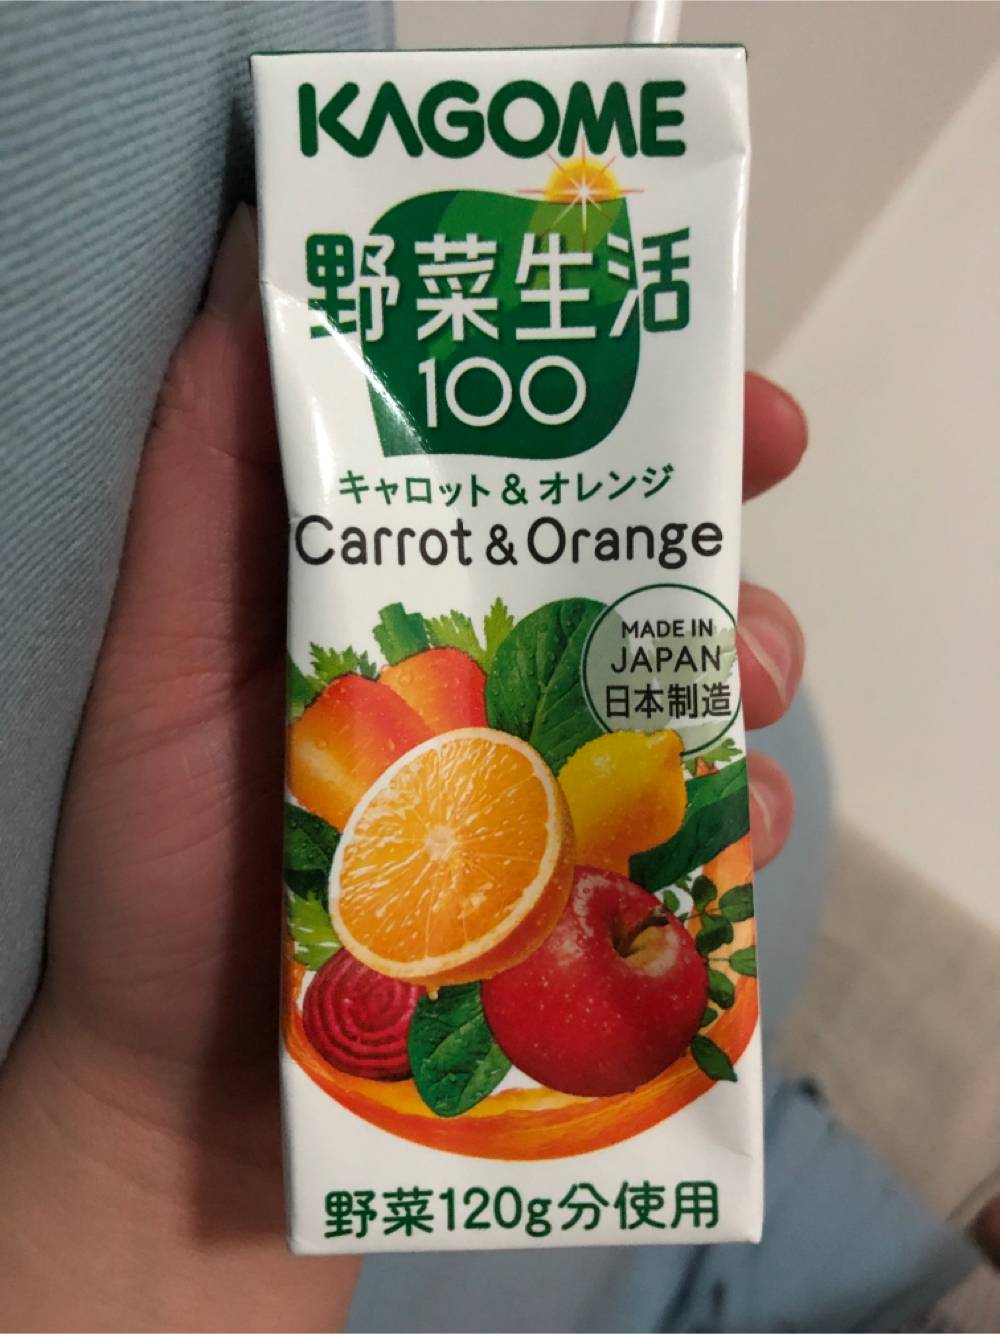 KAGOME
野菜生活
100
キャロット&オレンジ
Carrot & Orange
MADE IN
JAPAN
日本制造
野菜120g分使用